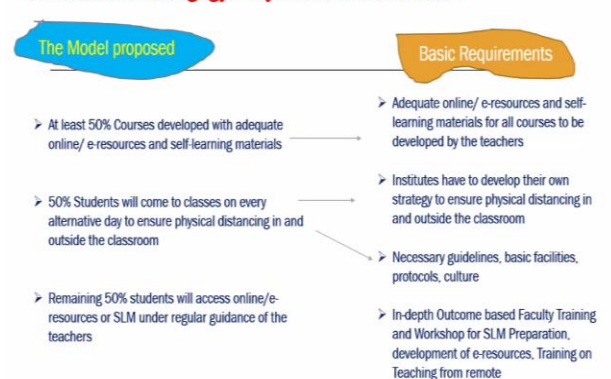 The Model proposed
Basic Requirements
➢ At least 50% Courses developed with adequate
online/ e-resources and self-learning materials
➢ 50% Students will come to classes on every
alternative day to ensure physical distancing in and
outside the classroom
➢ Remaining 50% students will access online/e-
resources or SLM under regular guidance of the
teachers
➢ Adequate online/ e-resources and self-
learning materials for all courses to be
developed by the teachers
➢ Institutes have to develop their own
strategy to ensure physical distancing in
and outside the classroom
➢ Necessary guidelines, basic facilities,
protocols, culture
➢ In-depth Outcome based Faculty Training
and Workshop for SLM Preparation,
development of e-resources, Training on
Teaching from remote